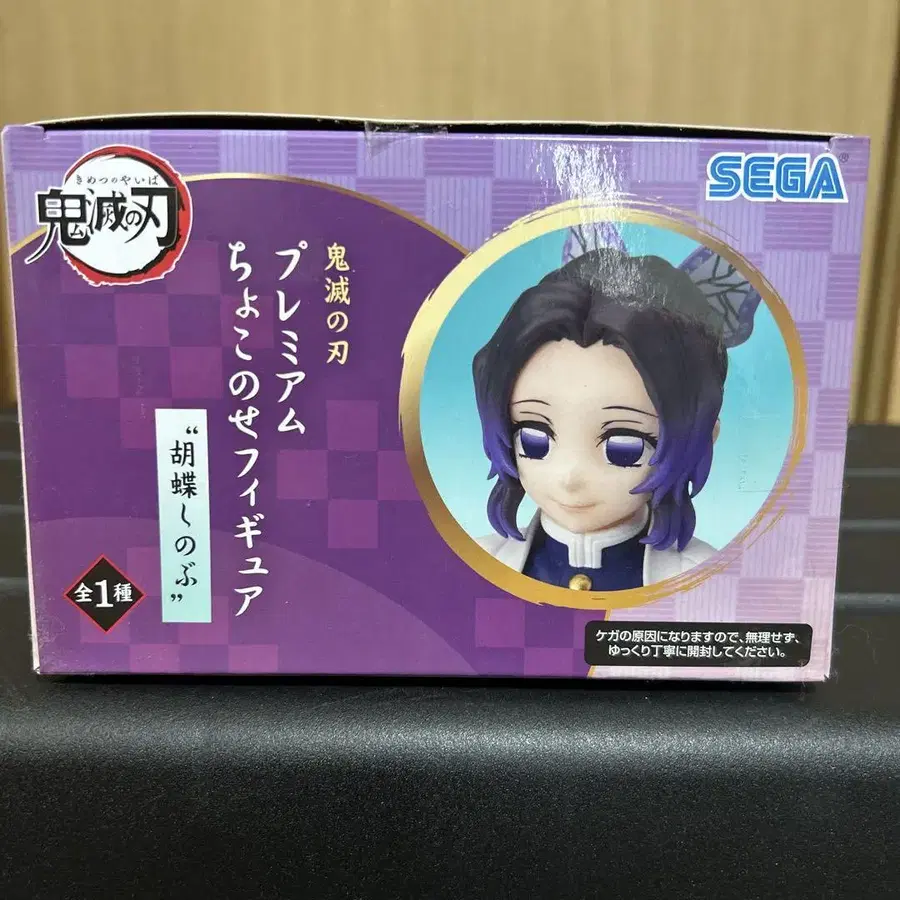 きめつのやいば
鬼滅の刃
SEGA®
鬼滅の刃
プレミアム
ちょこのせフィギュア
“胡蝶しのぶ”
全1種
ケガの原因になりますので、無理せず、
ゆっくり丁寧に開封してください。